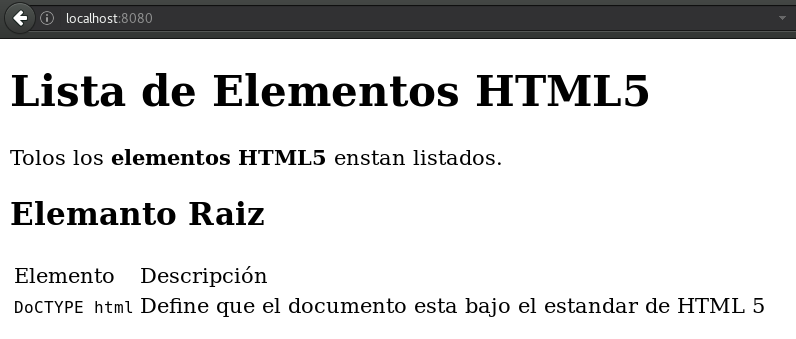 localhost:8080
Lista de Elementos HTML5
Tolos los elementos HTML5 enstan listados.
Elemanto Raiz
Elemento Descripción
DoCTYPE html Define que el documento esta bajo el estandar de HTML 5